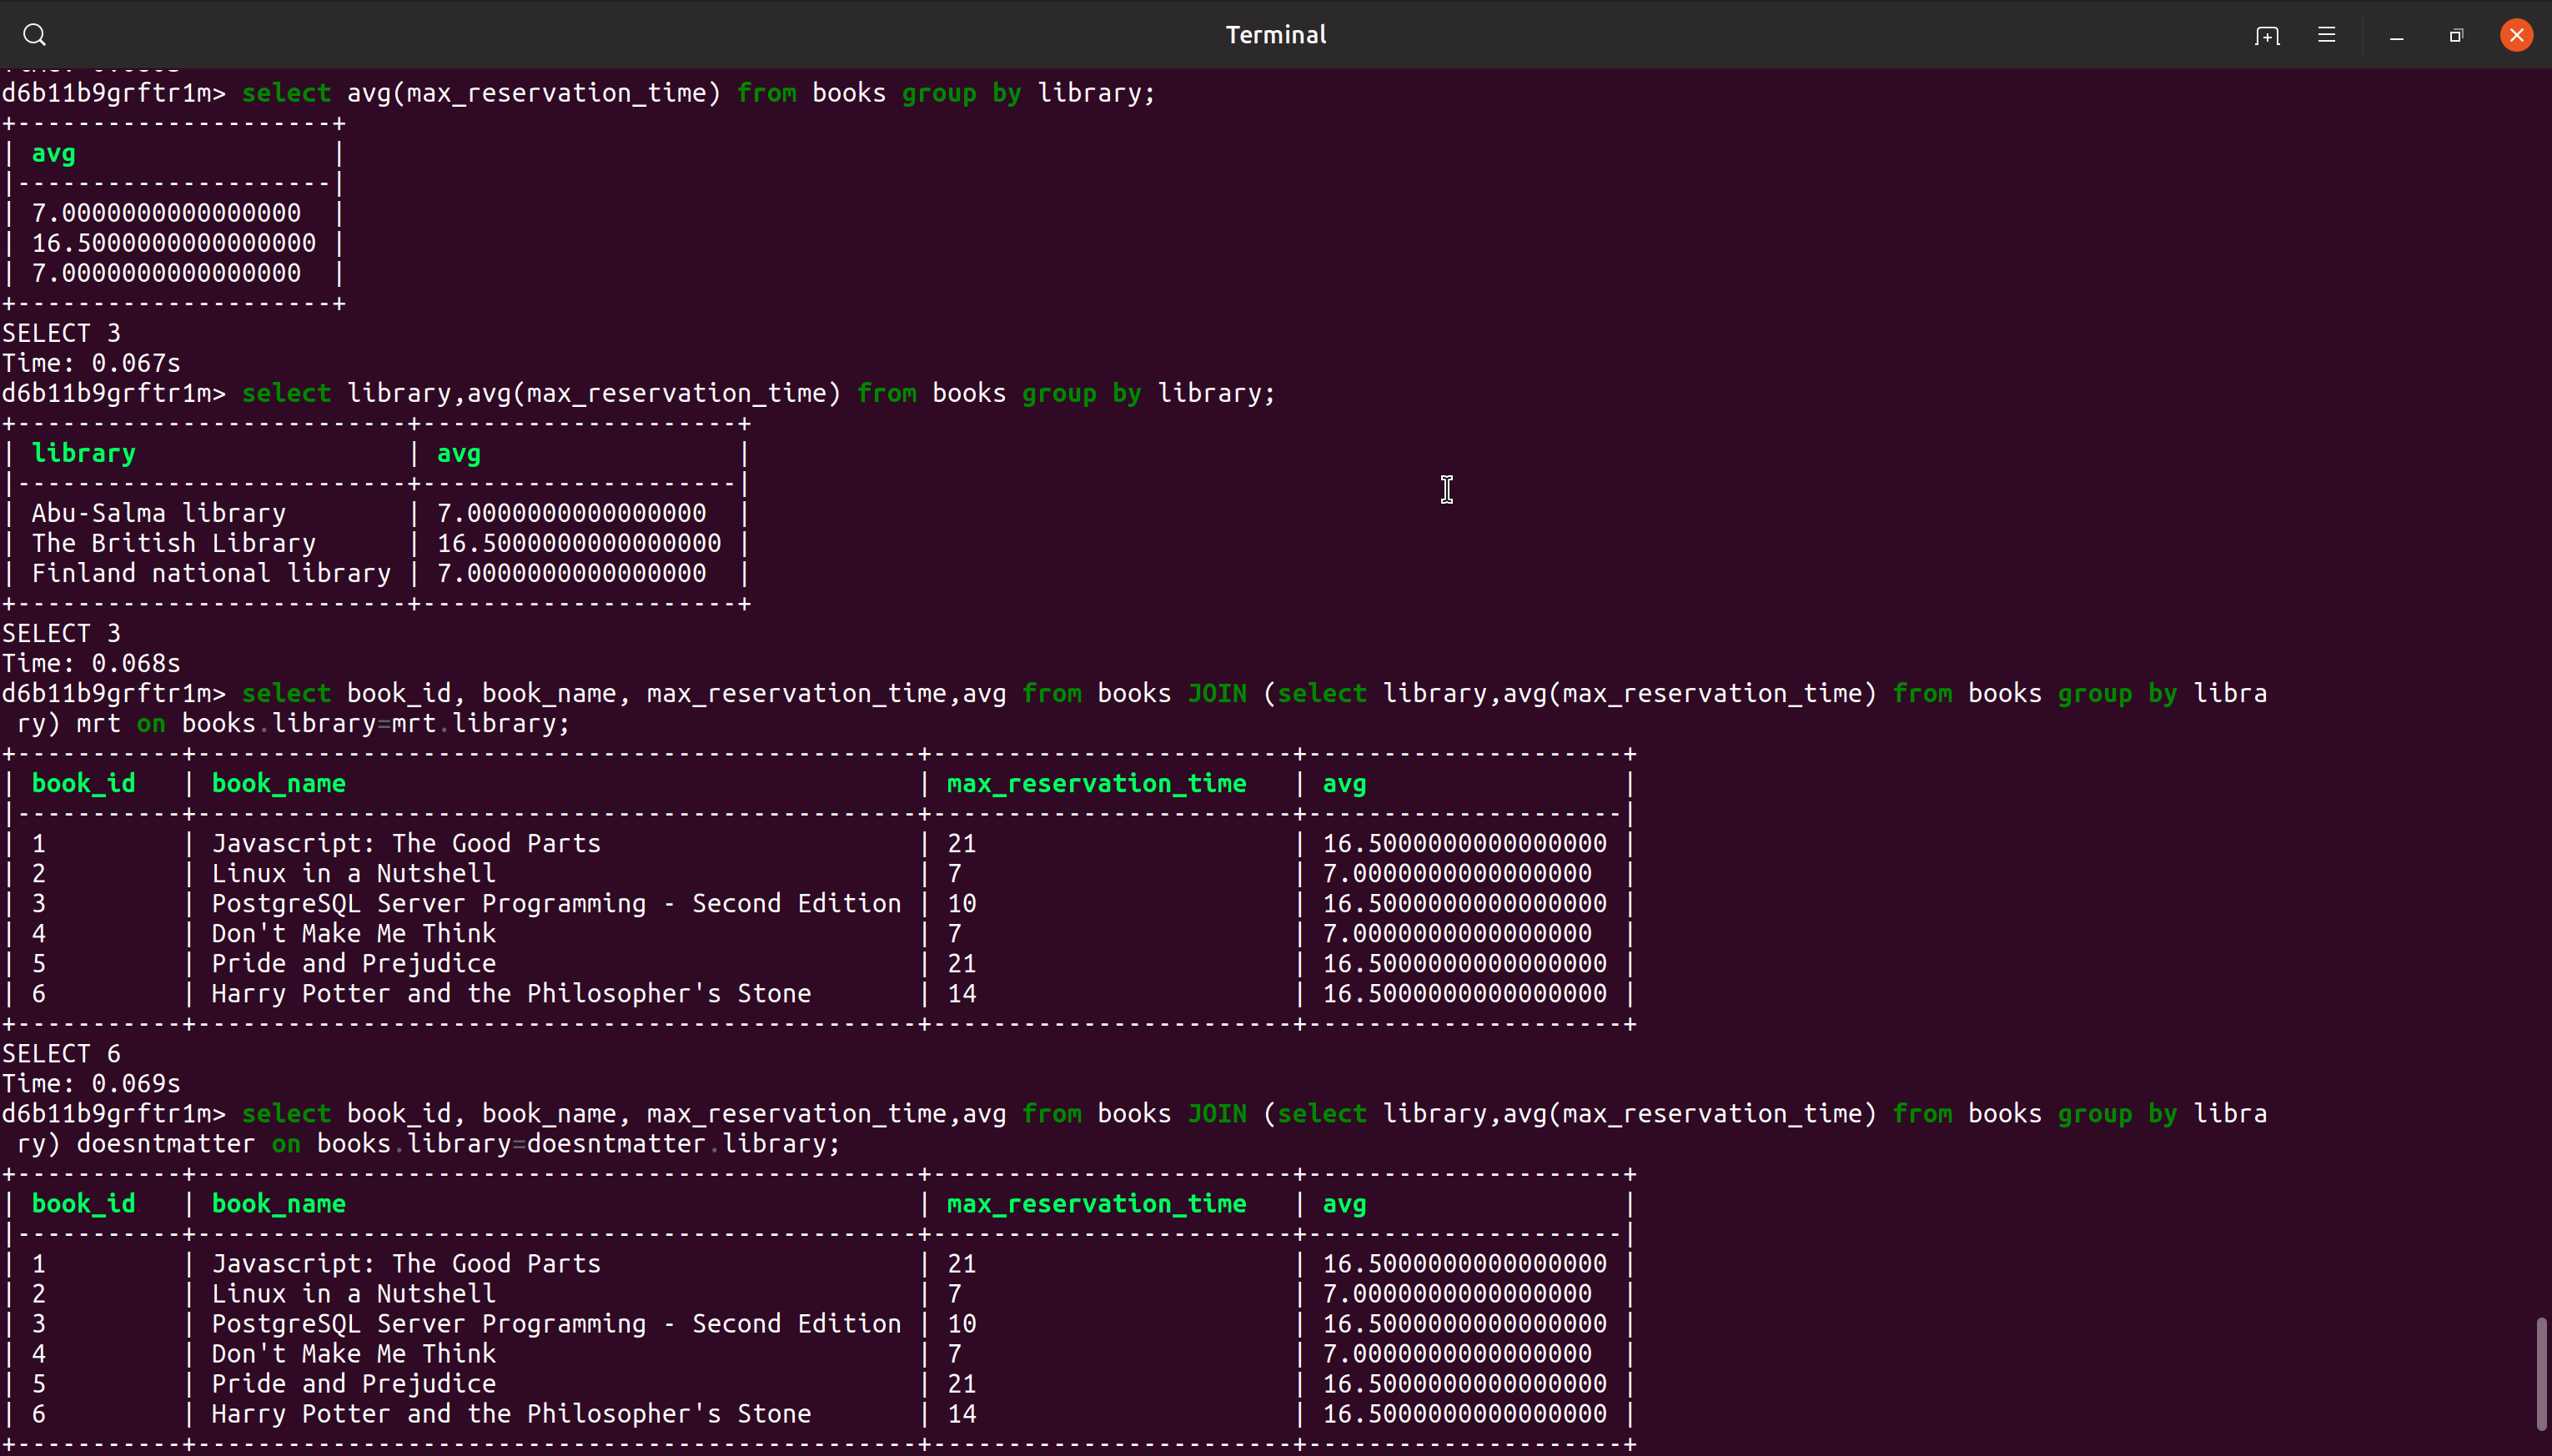 Terminal
d6b11b9grftr1m> select avg(max_reservation_time) from books group by library;
+---------------------+
| avg                 |
|---------------------|
| 7.0000000000000000  |
| 16.5000000000000000 |
| 7.0000000000000000  |
+---------------------+
SELECT 3
Time: 0.067s
d6b11b9grftr1m> select library,avg(max_reservation_time) from books group by library;
+--------------------------+---------------------+
| library                  | avg                 |
|--------------------------+---------------------|
| Abu-Salma library        | 7.0000000000000000  |
| The British Library      | 16.5000000000000000 |
| Finland national library | 7.0000000000000000  |
+--------------------------+---------------------+
SELECT 3
Time: 0.068s
d6b11b9grftr1m> select book_id, book_name, max_reservation_time,avg from books JOIN (select library,avg(max_reservation_time) from books group by libra
 ry) mrt on books.library=mrt.library;
+-----------+------------------------------------------------+------------------------+---------------------+
| book_id   | book_name                                      | max_reservation_time   | avg                 |
|-----------+------------------------------------------------+------------------------+---------------------|
| 1         | Javascript: The Good Parts                     | 21                     | 16.5000000000000000 |
| 2         | Linux in a Nutshell                            | 7                      | 7.0000000000000000  |
| 3         | PostgreSQL Server Programming - Second Edition | 10                     | 16.5000000000000000 |
| 4         | Don't Make Me Think                            | 7                      | 7.0000000000000000  |
| 5         | Pride and Prejudice                            | 21                     | 16.5000000000000000 |
| 6         | Harry Potter and the Philosopher's Stone       | 14                     | 16.5000000000000000 |
+-----------+------------------------------------------------+------------------------+---------------------+
SELECT 6
Time: 0.069s
d6b11b9grftr1m> select book_id, book_name, max_reservation_time,avg from books JOIN (select library,avg(max_reservation_time) from books group by libra
 ry) doesntmatter on books.library=doesntmatter.library;
+-----------+------------------------------------------------+------------------------+---------------------+
| book_id   | book_name                                      | max_reservation_time   | avg                 |
|-----------+------------------------------------------------+------------------------+---------------------|
| 1         | Javascript: The Good Parts                     | 21                     | 16.5000000000000000 |
| 2         | Linux in a Nutshell                            | 7                      | 7.0000000000000000  |
| 3         | PostgreSQL Server Programming - Second Edition | 10                     | 16.5000000000000000 |
| 4         | Don't Make Me Think                            | 7                      | 7.0000000000000000  |
| 5         | Pride and Prejudice                            | 21                     | 16.5000000000000000 |
| 6         | Harry Potter and the Philosopher's Stone       | 14                     | 16.5000000000000000 |
+-----------+------------------------------------------------+------------------------+---------------------+